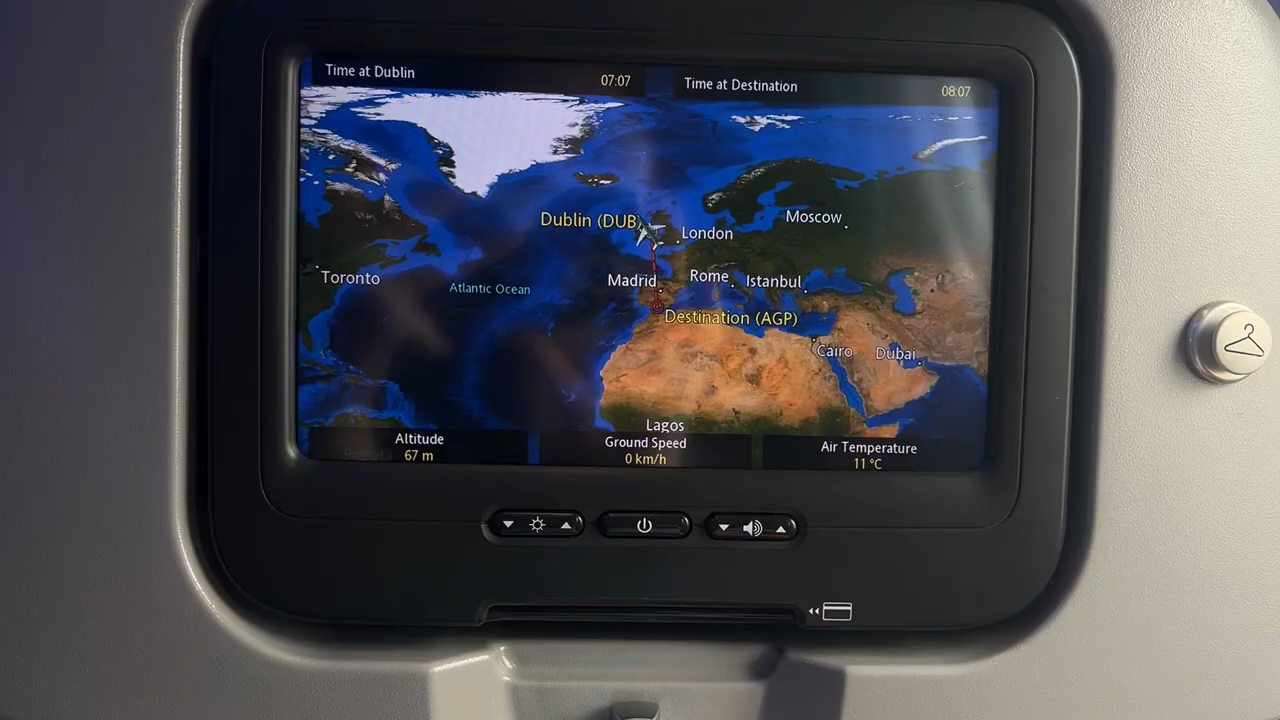 Time at Dublin 07:07
Time at Destination 08:07
Dublin (DUB
London
Moscow
Toronto
Atlantic Ocean
Madrid
Rome
Istanbul
Destination (AGP)
Cairo
Dubai
Lagos
Altitude
67 m
Ground Speed
0 km/h
Air Temperature
11 °C